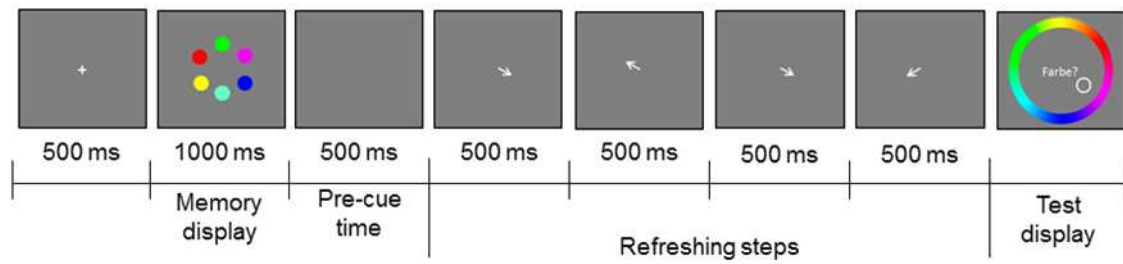 Farbe?
500 ms 1000 ms 500 ms 500 ms 500 ms 500 ms 500 ms
Memory display
Pre-cue time
Refreshing steps
Test display